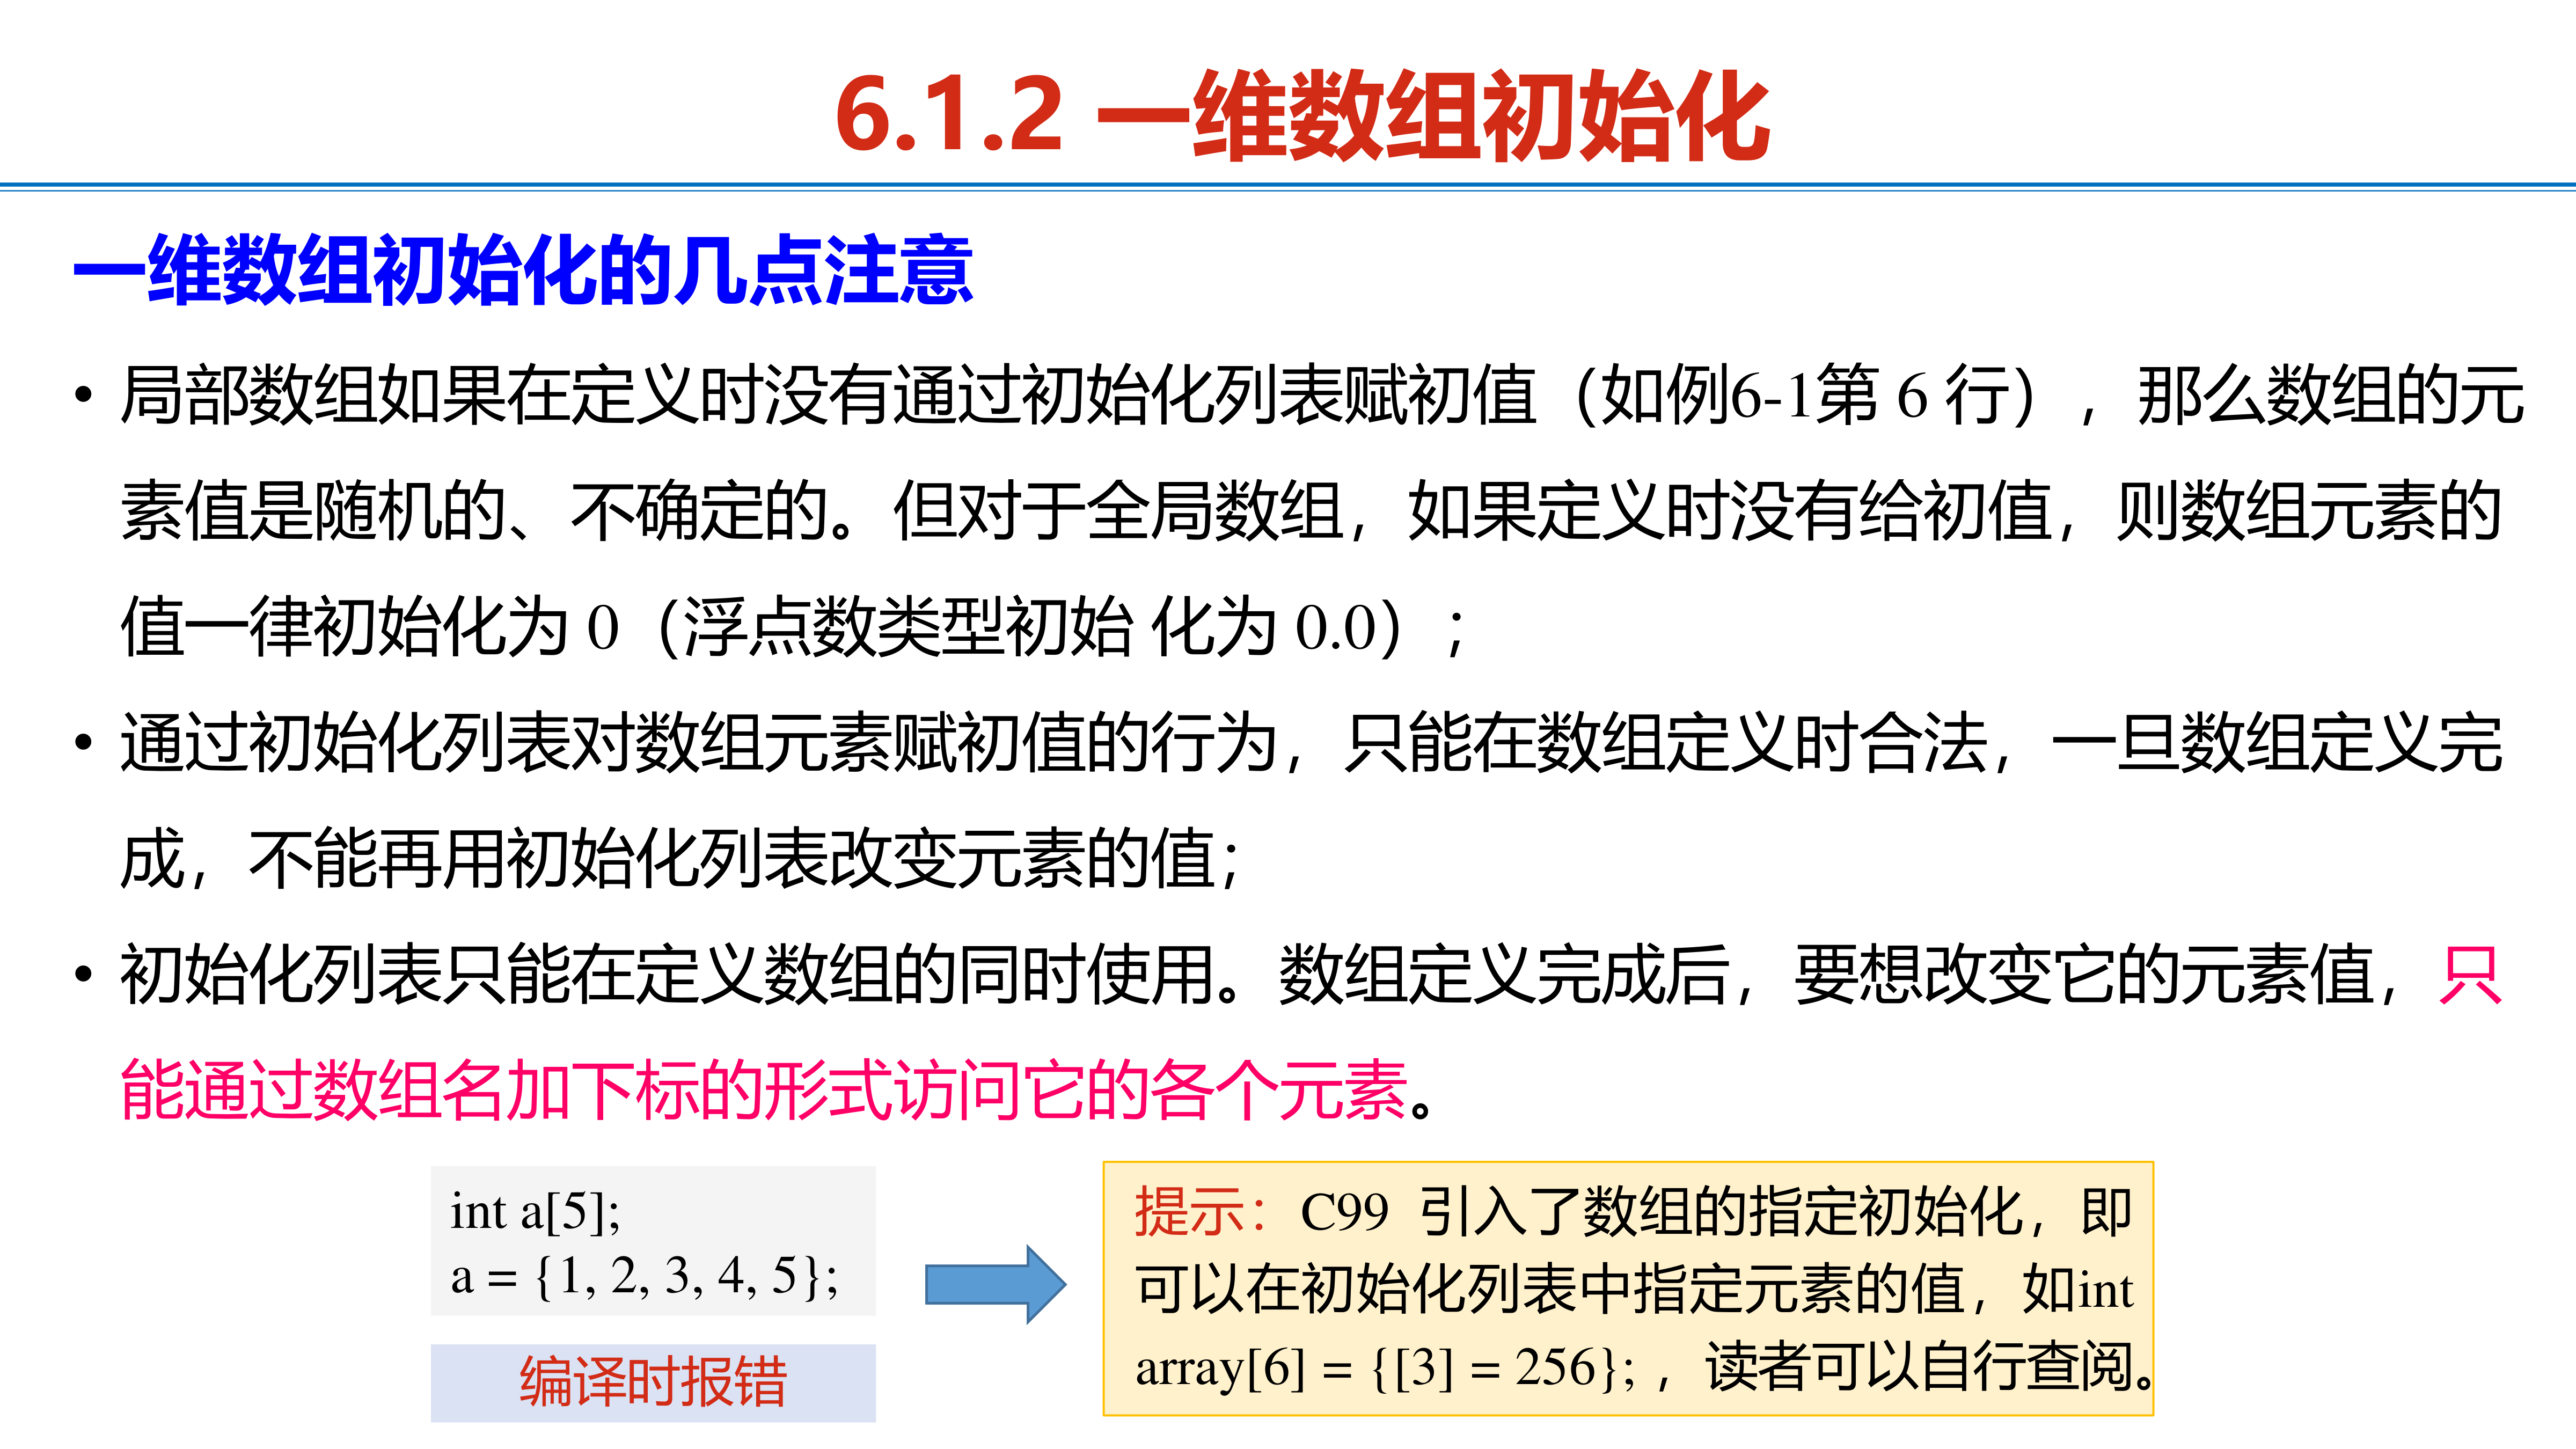 6.1.2 一维数组初始化
一维数组初始化的几点注意
• 局部数组如果在定义时没有通过初始化列表赋初值（如例6-1第 6 行），那么数组的元
素值是随机的、不确定的。但对于全局数组，如果定义时没有给初值，则数组元素的
值一律初始化为 0（浮点数类型初始 化为 0.0）；
• 通过初始化列表对数组元素赋初值的行为，只能在数组定义时合法，一旦数组定义完
成，不能再用初始化列表改变元素的值；
• 初始化列表只能在定义数组的同时使用。数组定义完成后，要想改变它的元素值，只
能通过数组名加下标的形式访问它的各个元素。
int a[5];
a = {1, 2, 3, 4, 5};
编译时报错
提示：C99 引入了数组的指定初始化，即
可以在初始化列表中指定元素的值，如int
array[6] = {[3] = 256}; ，读者可以自行查阅。